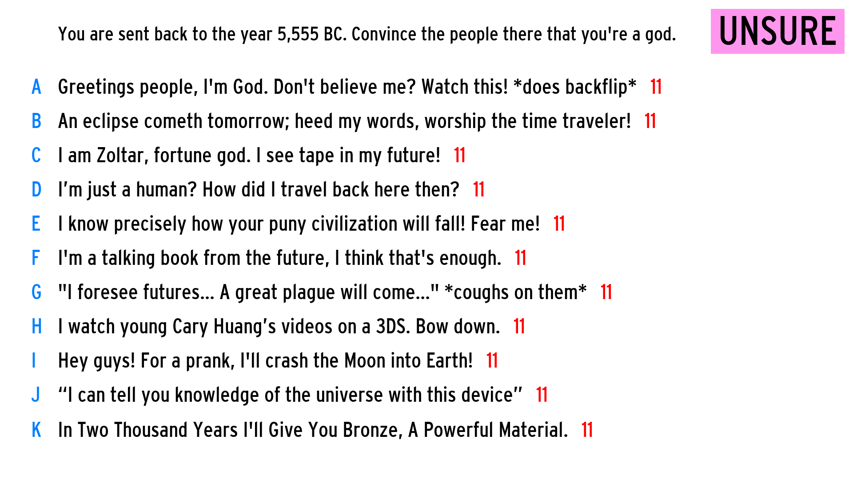 You are sent back to the year 5,555 BC. Convince the people there that you're a god.
UNSURE
A Greetings people, I'm God. Don't believe me? Watch this! *does backflip* 11
B An eclipse cometh tomorrow; heed my words, worship the time traveler! 11
C I am Zoltar, fortune god. I see tape in my future! 11
D I’m just a human? How did I travel back here then? 11
E I know precisely how your puny civilization will fall! Fear me! 11
F I'm a talking book from the future, I think that's enough. 11
G "I foresee futures... A great plague will come..." *coughs on them* 11
H I watch young Cary Huang’s videos on a 3DS. Bow down. 11
I Hey guys! For a prank, I'll crash the Moon into Earth! 11
J “I can tell you knowledge of the universe with this device” 11
K In Two Thousand Years I'll Give You Bronze, A Powerful Material. 11